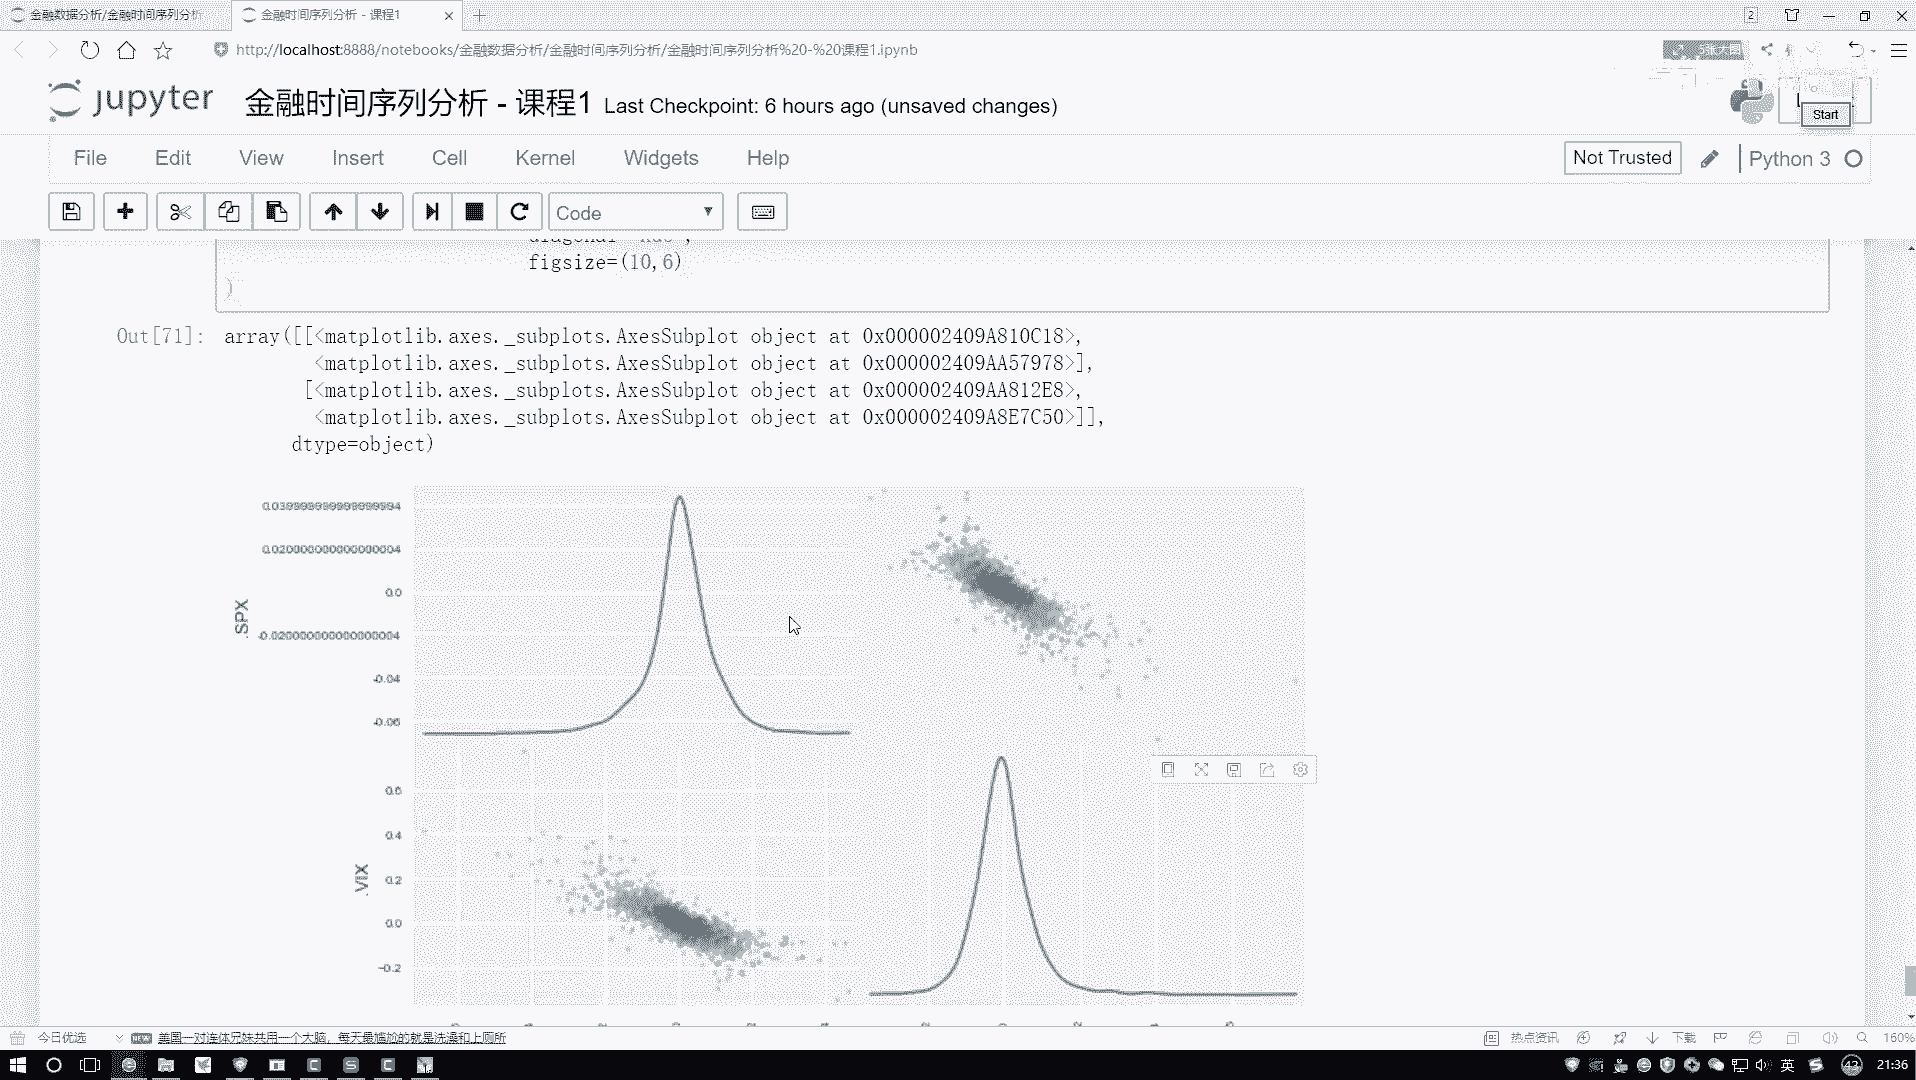 金融数据分析/金融时间序列分析
金融时间序列分析 - 课程1
2
http://localhost:8888/notebooks/金融数据分析/金融时间序列分析/金融时间序列分析%20-%20课程1.ipynb
5张大图
jupyter
金融时间序列分析 - 课程1 Last Checkpoint: 6 hours ago (unsaved changes)
Start
File Edit View Insert Cell Kernel Widgets Help
Not Trusted
Python 3
Code
figsize=(10,6)
)
Out[71]: array([[<matplotlib.axes._subplots.AxesSubplot object at 0x000002409A810C18>,
<matplotlib.axes._subplots.AxesSubplot object at 0x000002409AA57978>],
[<matplotlib.axes._subplots.AxesSubplot object at 0x000002409AA812E8>,
<matplotlib.axes._subplots.AxesSubplot object at 0x000002409A8E7C50>]],
dtype=object)
0.020000000000000004
0.0
.SPX
-0.020000000000000004
-0.04
-0.06
0.6
0.4
.VIX
0.2
0.0
-0.2
今日优选
NEW
美国一对连体兄妹共用一个大脑，每天最尴尬的就是洗澡和上厕所
热点资讯
下载
160%
英
43
21:36